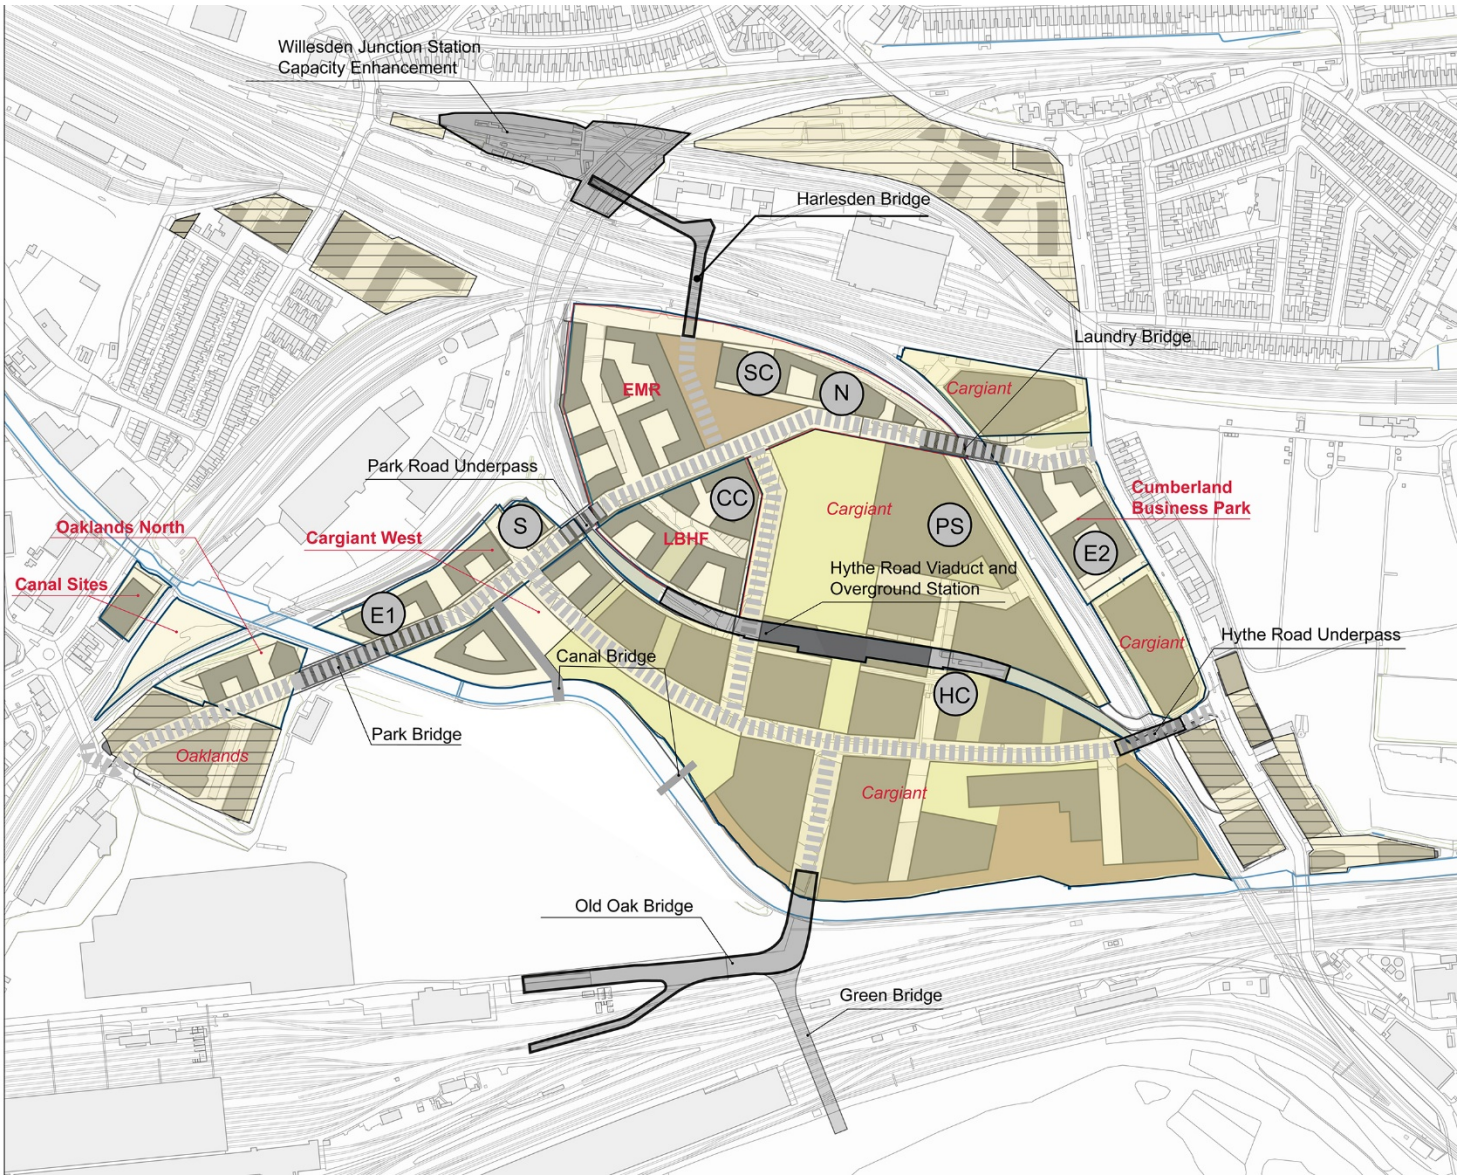 Willesden Junction Station
Capacity Enhancement
Harlesden Bridge
Laundry Bridge
SC
N
EMR
Cargiant
Park Road Underpass
CC
Cargiant
Cumberland
Business Park
Oaklands North
Cargiant West
S
LBHF
PS
E2
Canal Sites
Hythe Road Viaduct and
Overground Station
E1
Cargiant
Hythe Road Underpass
Canal Bridge
HC
Park Bridge
Oaklands
Cargiant
Old Oak Bridge
Green Bridge